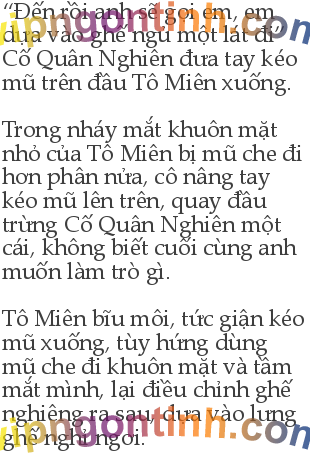 “Đến rồi anh sẽ gọi em, em
dựa vào ghế ngủ một lát đi”
Cố Quân Nghiên đưa tay kéo
mũ trên đầu Tô Miên xuống.
Trong nháy mắt khuôn mặt
nhỏ của Tô Miên bị mũ che đi
hơn phân nửa, cô nâng tay
kéo mũ lên trên, quay đầu
trừng Cố Quân Nghiên một
cái, không biết cuối cùng anh
muốn làm trò gì.
Tô Miên bĩu môi, tức giận kéo
mũ xuống, tùy hứng dùng
mũ che đi khuôn mặt và tầm
mắt mình, lại điều chỉnh ghế
nghiêng ra sau, dựa vào lưng
ghế nghỉ ngơi.
vipngontinh.com
vipngontinh.com